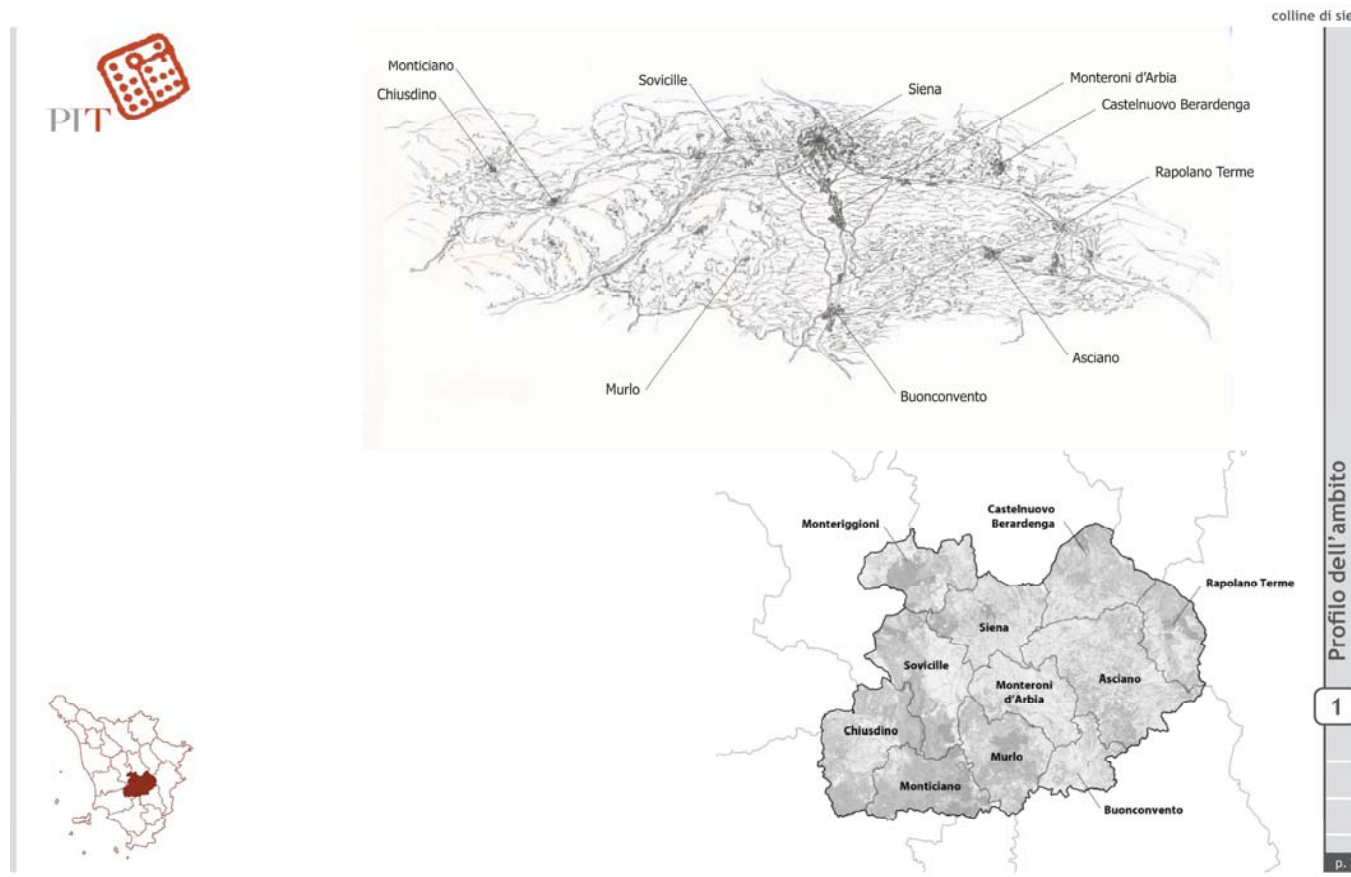 colline di sie
PIT
Monticiano
Chiusdino
Sovicille
Siena
Monteroni d'Arbia
Castelnuovo Berardenga
Rapolano Terme
Asciano
Murlo
Buonconvento
Monteriggioni
Castelnuovo
Berardenga
Rapolano Terme
Siena
Sovicille
Monteroni
d'Arbia
Asciano
Chiusdino
Murlo
Monticiano
Buonconvento
Profilo dell'ambito
1
p.